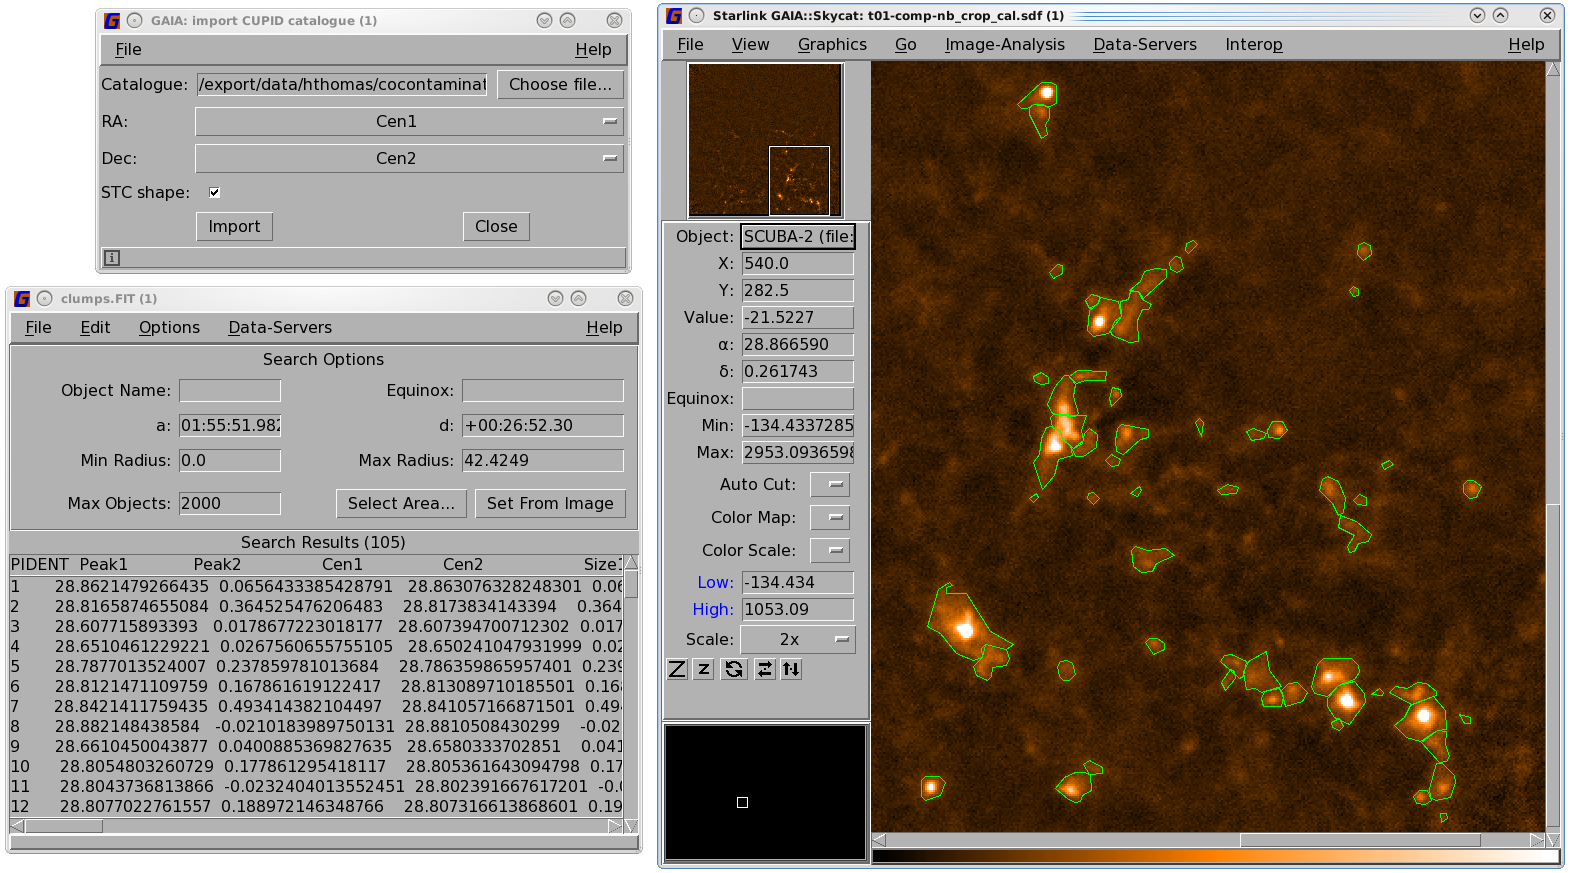 GAIA: import CUPID catalogue (1)
File Help
Catalogue: /export/data/hthomas/cocontaminat Choose file...
RA: Cen1
Dec: Cen2
STC shape:
Import Close
clumps.FIT (1)
File Edit Options Data-Servers Help
Search Options
Object Name: Equinox:
a: 01:55:51.982 d: +00:26:52.30
Min Radius: 0.0 Max Radius: 42.4249
Max Objects: 2000 Select Area... Set From Image
Search Results (105)
PIDENT Peak1 Peak2 Cen1 Cen2 Size1
1 28.8621479266435 0.06564333854287​91 28.863076328248301 0.06
2 28.8165874655084 0.364525476206483 28.8173834143394 0.364
3 28.607715893393 0.0178677223018177 28.607394700712302 0.017
4 28.6510461229221 0.0267560655755105 28.650241047931999 0.02
5 28.7877013524007 0.237859781013684 28.786359865957401 0.239
6 28.8121471109759 0.167861619122417 28.813089710185501 0.16
7 28.8421411759435 0.493414382104497 28.841057166871501 0.494
8 28.882148438584 -0.0210183989750131 28.8810508430299 -0.02
9 28.6610450043877 0.0400885369827635 28.6580333702851 0.041
10 28.8054803260729 0.177861295418117 28.805361643094798 0.17
11 28.8043736813866 -0.0232404013552451 28.802391667617201 -0.0
12 28.8077022761557 0.188972146348766 28.807316613868601 0.19
Starlink GAIA::Skycat: t01-comp-nb_crop_cal.sdf (1)
File View Graphics Go Image-Analysis Data-Servers Interop Help
Object: SCUBA-2 (file:
X: 540.0
Y: 282.5
Value: -21.5227
α: 28.866590
δ: 0.261743
Equinox:
Min: -134.4337285
Max: 2953.0936598
Auto Cut:
Color Map:
Color Scale:
Low: -134.434
High: 1053.09
Scale: 2x
Z z